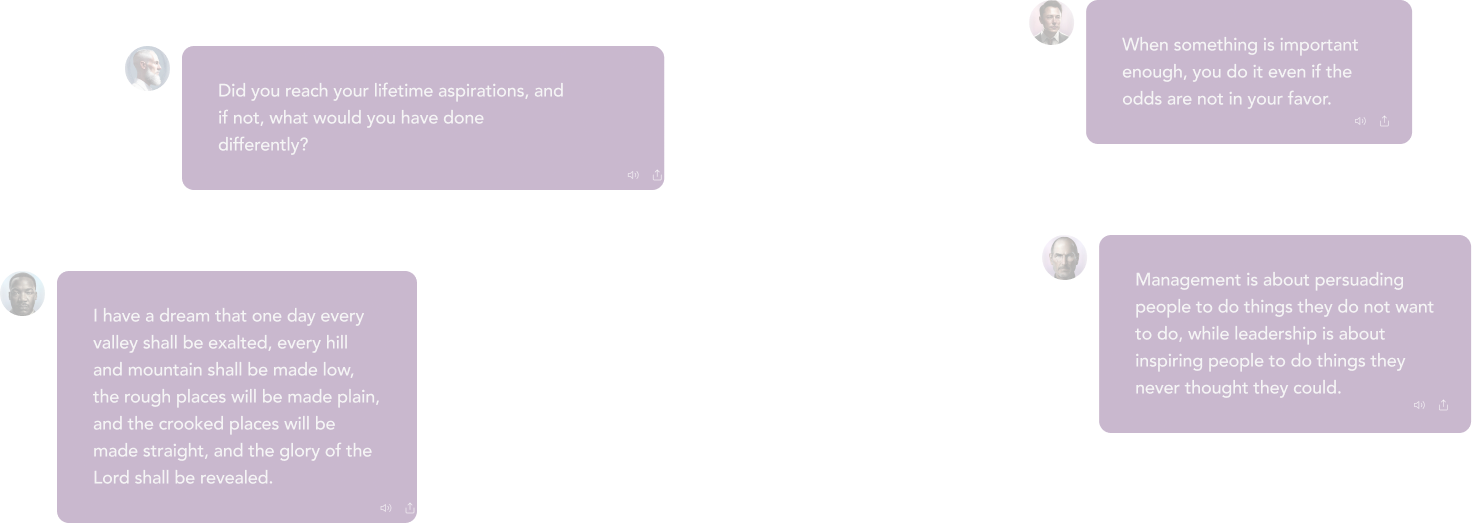 Did you reach your lifetime aspirations, and
if not, what would you have done
differently?
I have a dream that one day every
valley shall be exalted, every hill
and mountain shall be made low,
the rough places will be made plain,
and the crooked places will be
made straight, and the glory of the
Lord shall be revealed.
When something is important
enough, you do it even if the
odds are not in your favor.
Management is about persuading
people to do things they do not want
to do, while leadership is about
inspiring people to do things they
never thought they could.